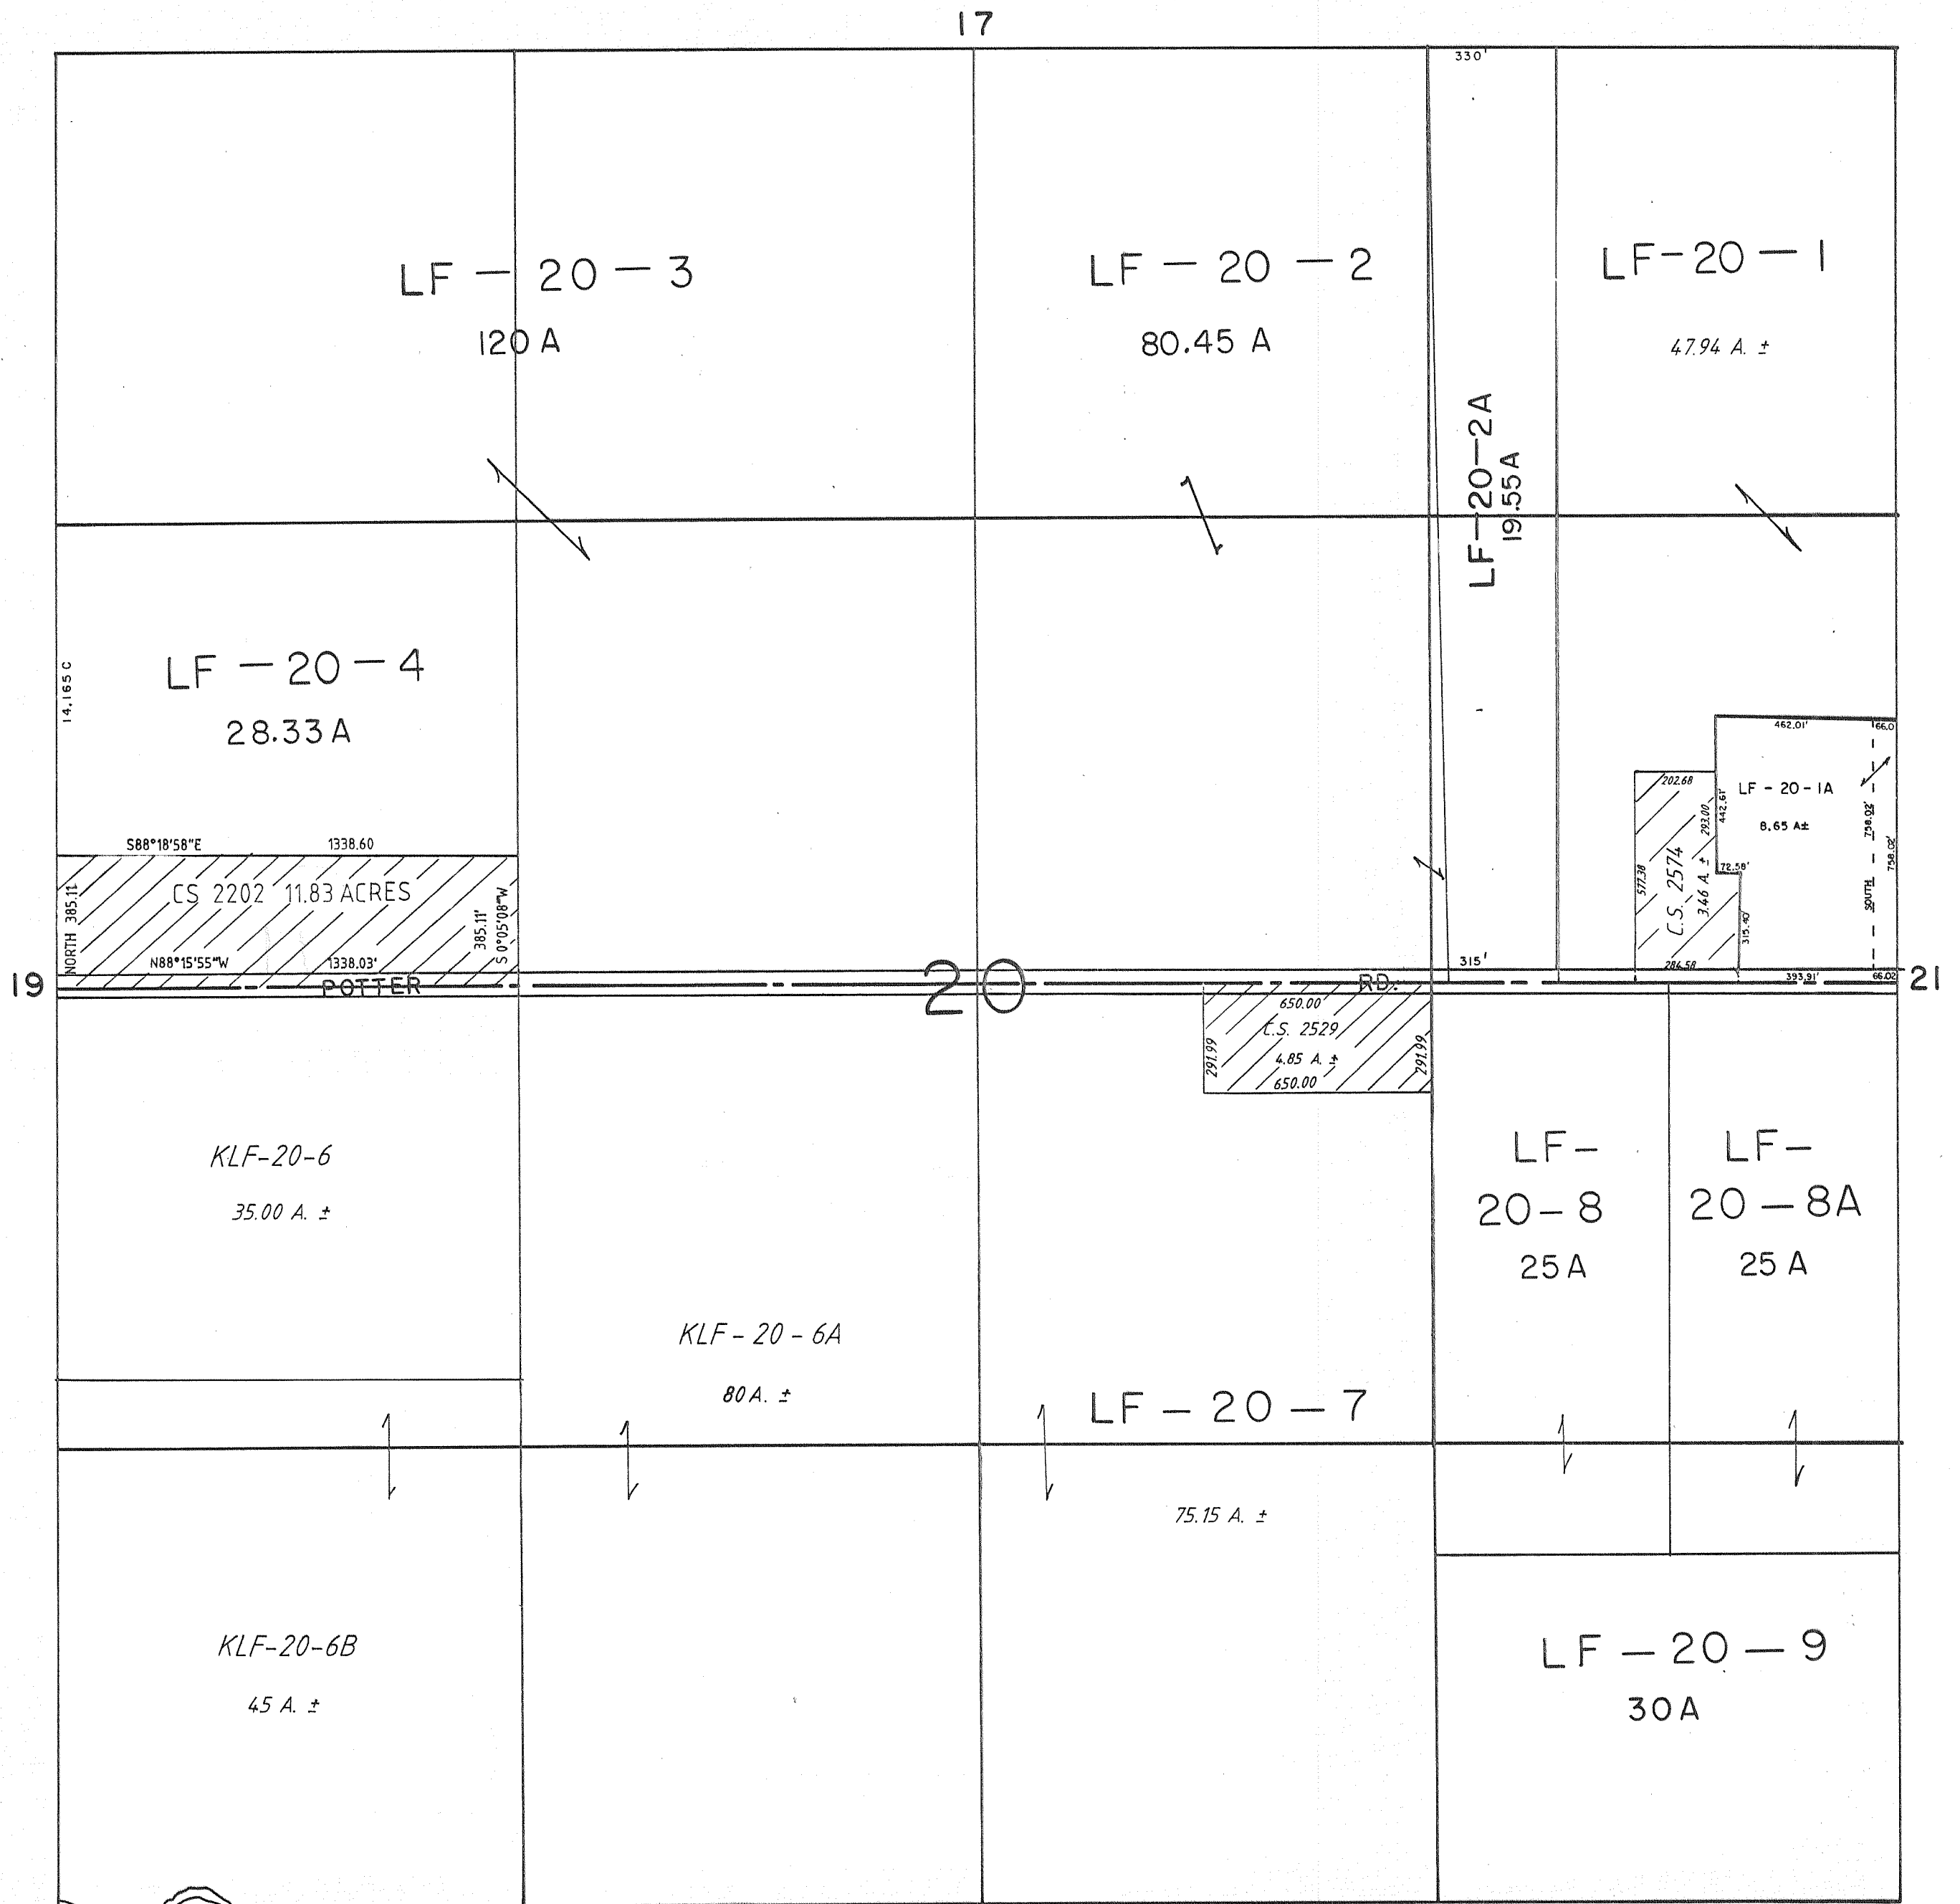 17
330'
LF - 20 - 3
120 A
LF - 20 - 2
80.45 A
LF-20-1
47.94 A. ±
LF-20-2A
19.55A
LF - 20 - 4
28.33 A
14.165 C
462.01'
66.0
LF - 20 - 1A
8.65 A±
442.61'
72.58'
315.40'
SOUTH 758.02'
758.02'
393.91'
66.02
202.68
293.00
577.38
C.S. 2574
3.46 A. ±
284.58
S88°18'58"E
1338.60
NORTH 385.11'
CS 2202 11.83 ACRES
385.11'
S 0°05'08"W
N88°15'55"W
1338.03'
315'
19
POTTER
20
RD.
21
650.00
C.S. 2529
4.85 A. ±
291.99
291.99
650.00
KLF-20-6
35.00 A. ±
KLF - 20 - 6A
80 A. ±
LF - 20 - 7
75.15 A. ±
LF-
20-8
25 A
LF-
20-8A
25 A
KLF-20-6B
45 A. ±
LF - 20 - 9
30 A